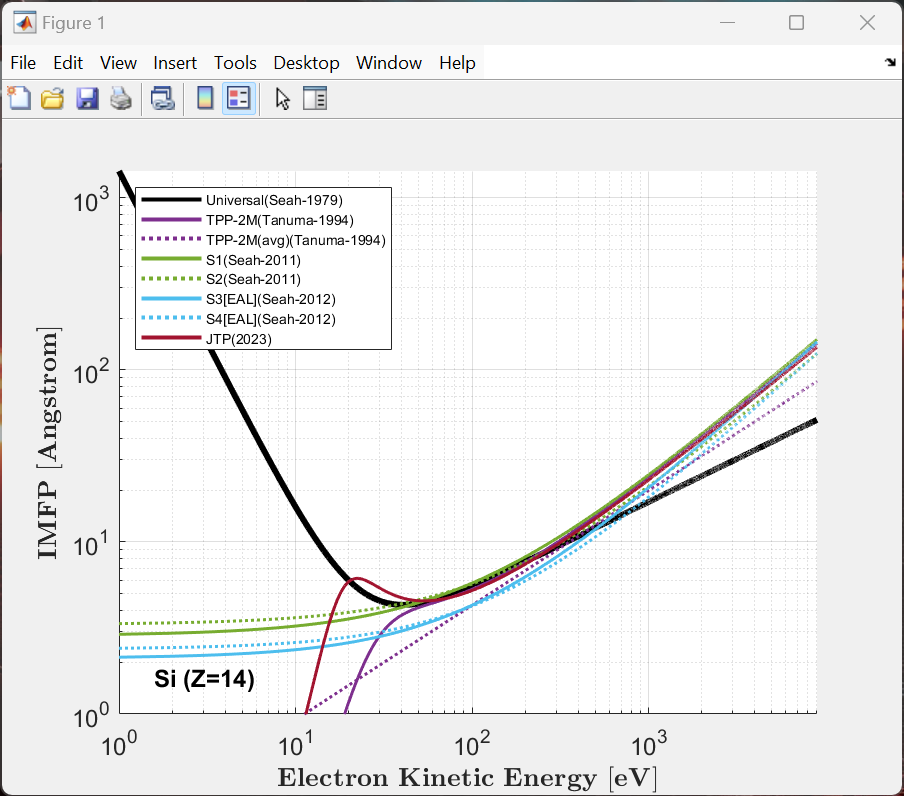 Figure 1
File Edit View Insert Tools Desktop Window Help
Universal(Seah-1979)
TPP-2M(Tanuma-1994)
TPP-2M(avg)(Tanuma-1994)
S1(Seah-2011)
S2(Seah-2011)
S3[EAL](Seah-2012)
S4[EAL](Seah-2012)
JTP(2023)
10³
10²
10¹
10⁰
IMFP [Angstrom]
Si (Z=14)
10⁰ 10¹ 10² 10³
Electron Kinetic Energy [eV]